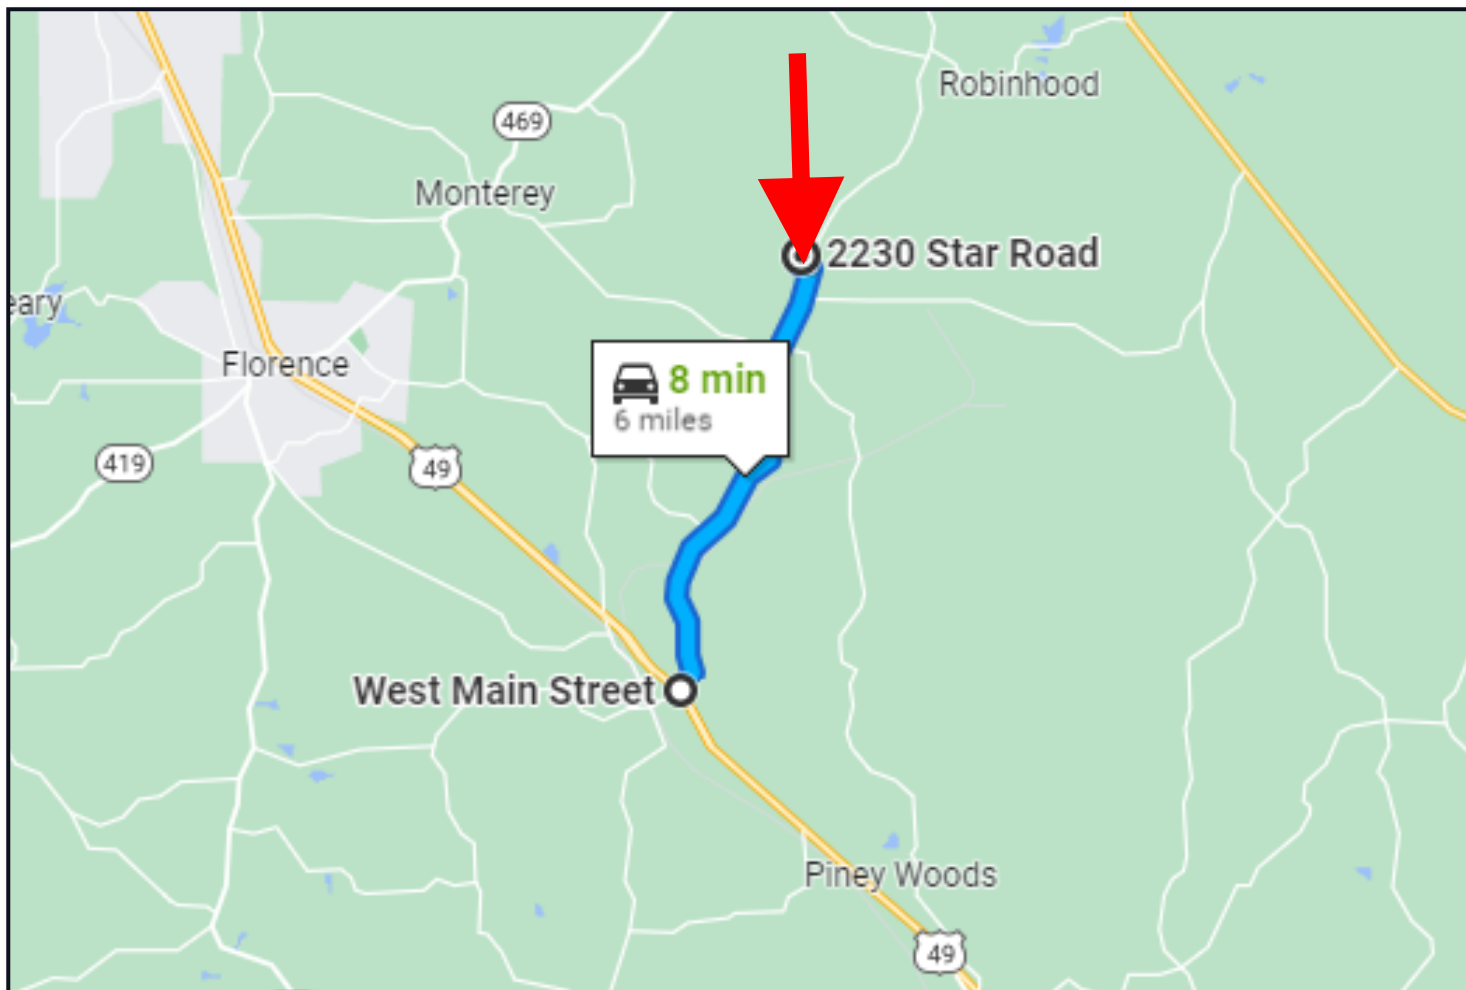 Robinhood
469
Monterey
2230 Star Road
eary
Florence
8 min
6 miles
419
49
West Main Street
Piney Woods
49